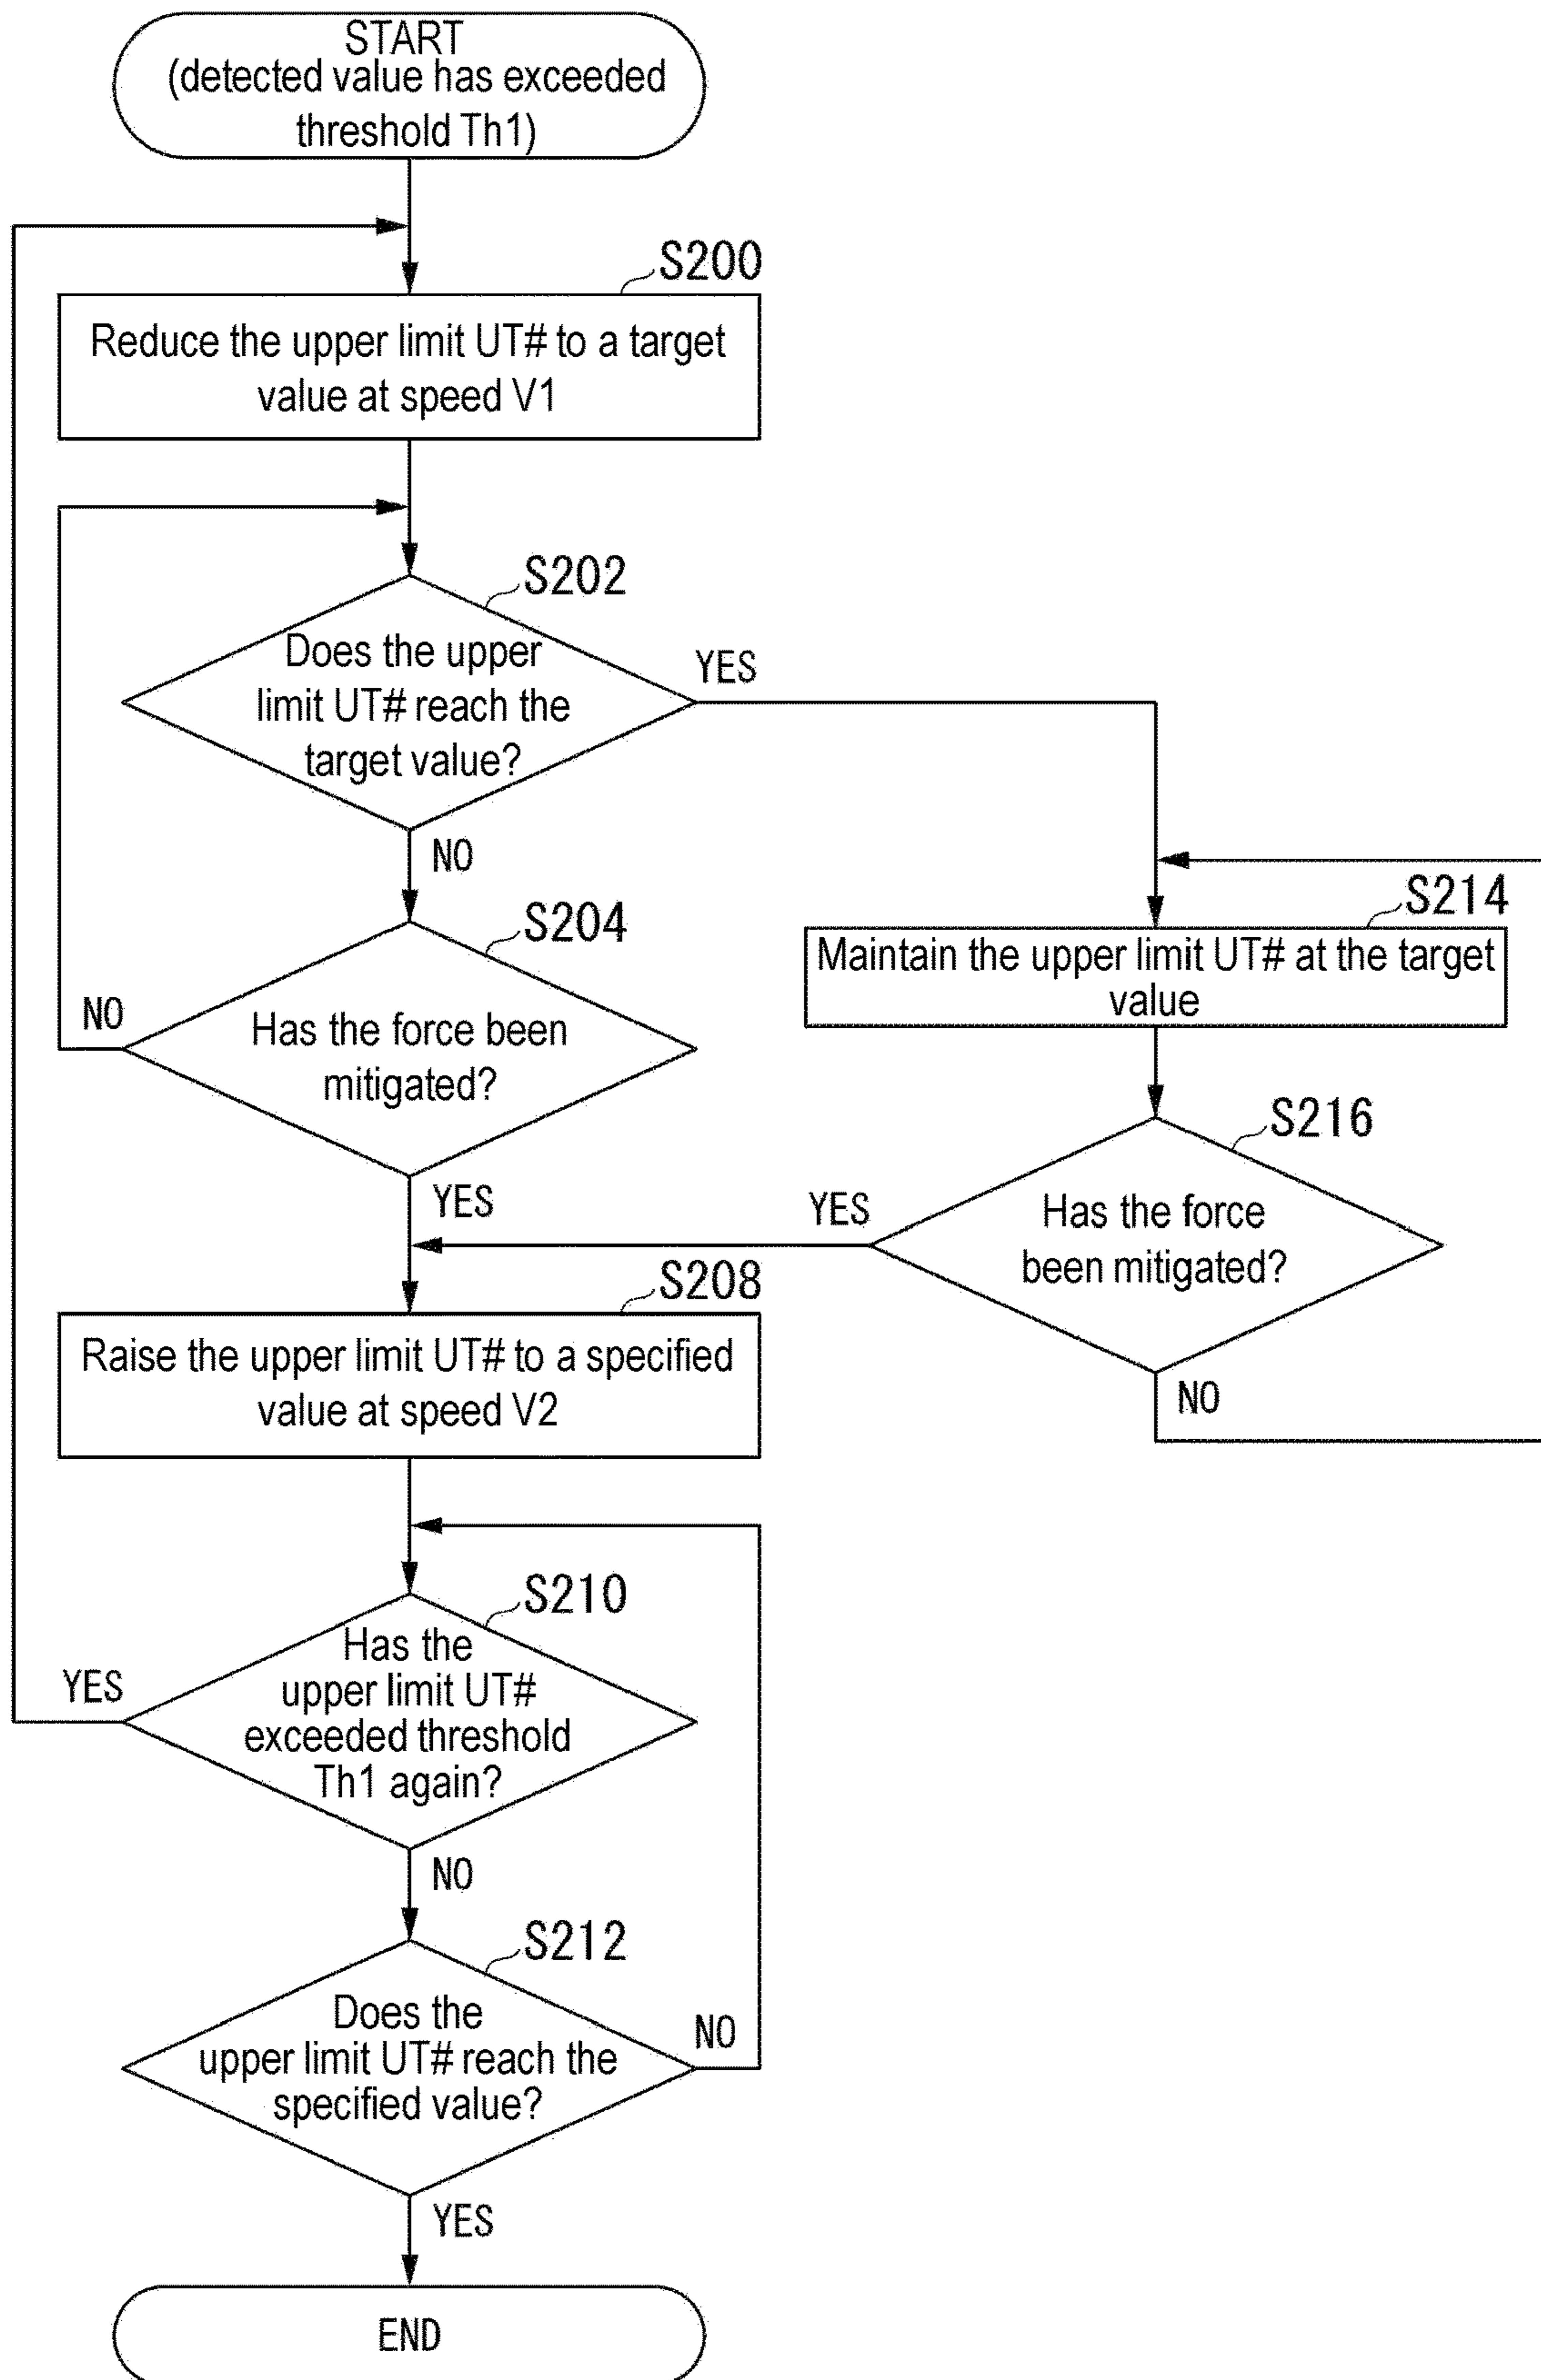 START
(detected value has exceeded
threshold Th1)
S200
Reduce the upper limit UT# to a target
value at speed V1
S202
Does the upper
limit UT# reach the
target value?
YES
NO
S204
Has the force been
mitigated?
NO
YES
S214
Maintain the upper limit UT# at the target
value
S216
Has the force
been mitigated?
YES
NO
S208
Raise the upper limit UT# to a specified
value at speed V2
S210
Has the
upper limit UT#
exceeded threshold
Th1 again?
YES
NO
S212
Does the
upper limit UT# reach the
specified value?
NO
YES
END